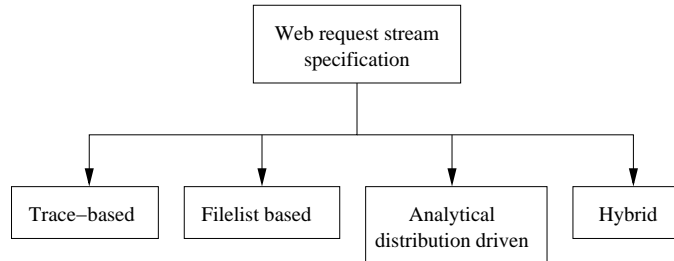 Web request stream
specification
Trace−based
Filelist based
Analytical
distribution driven
Hybrid